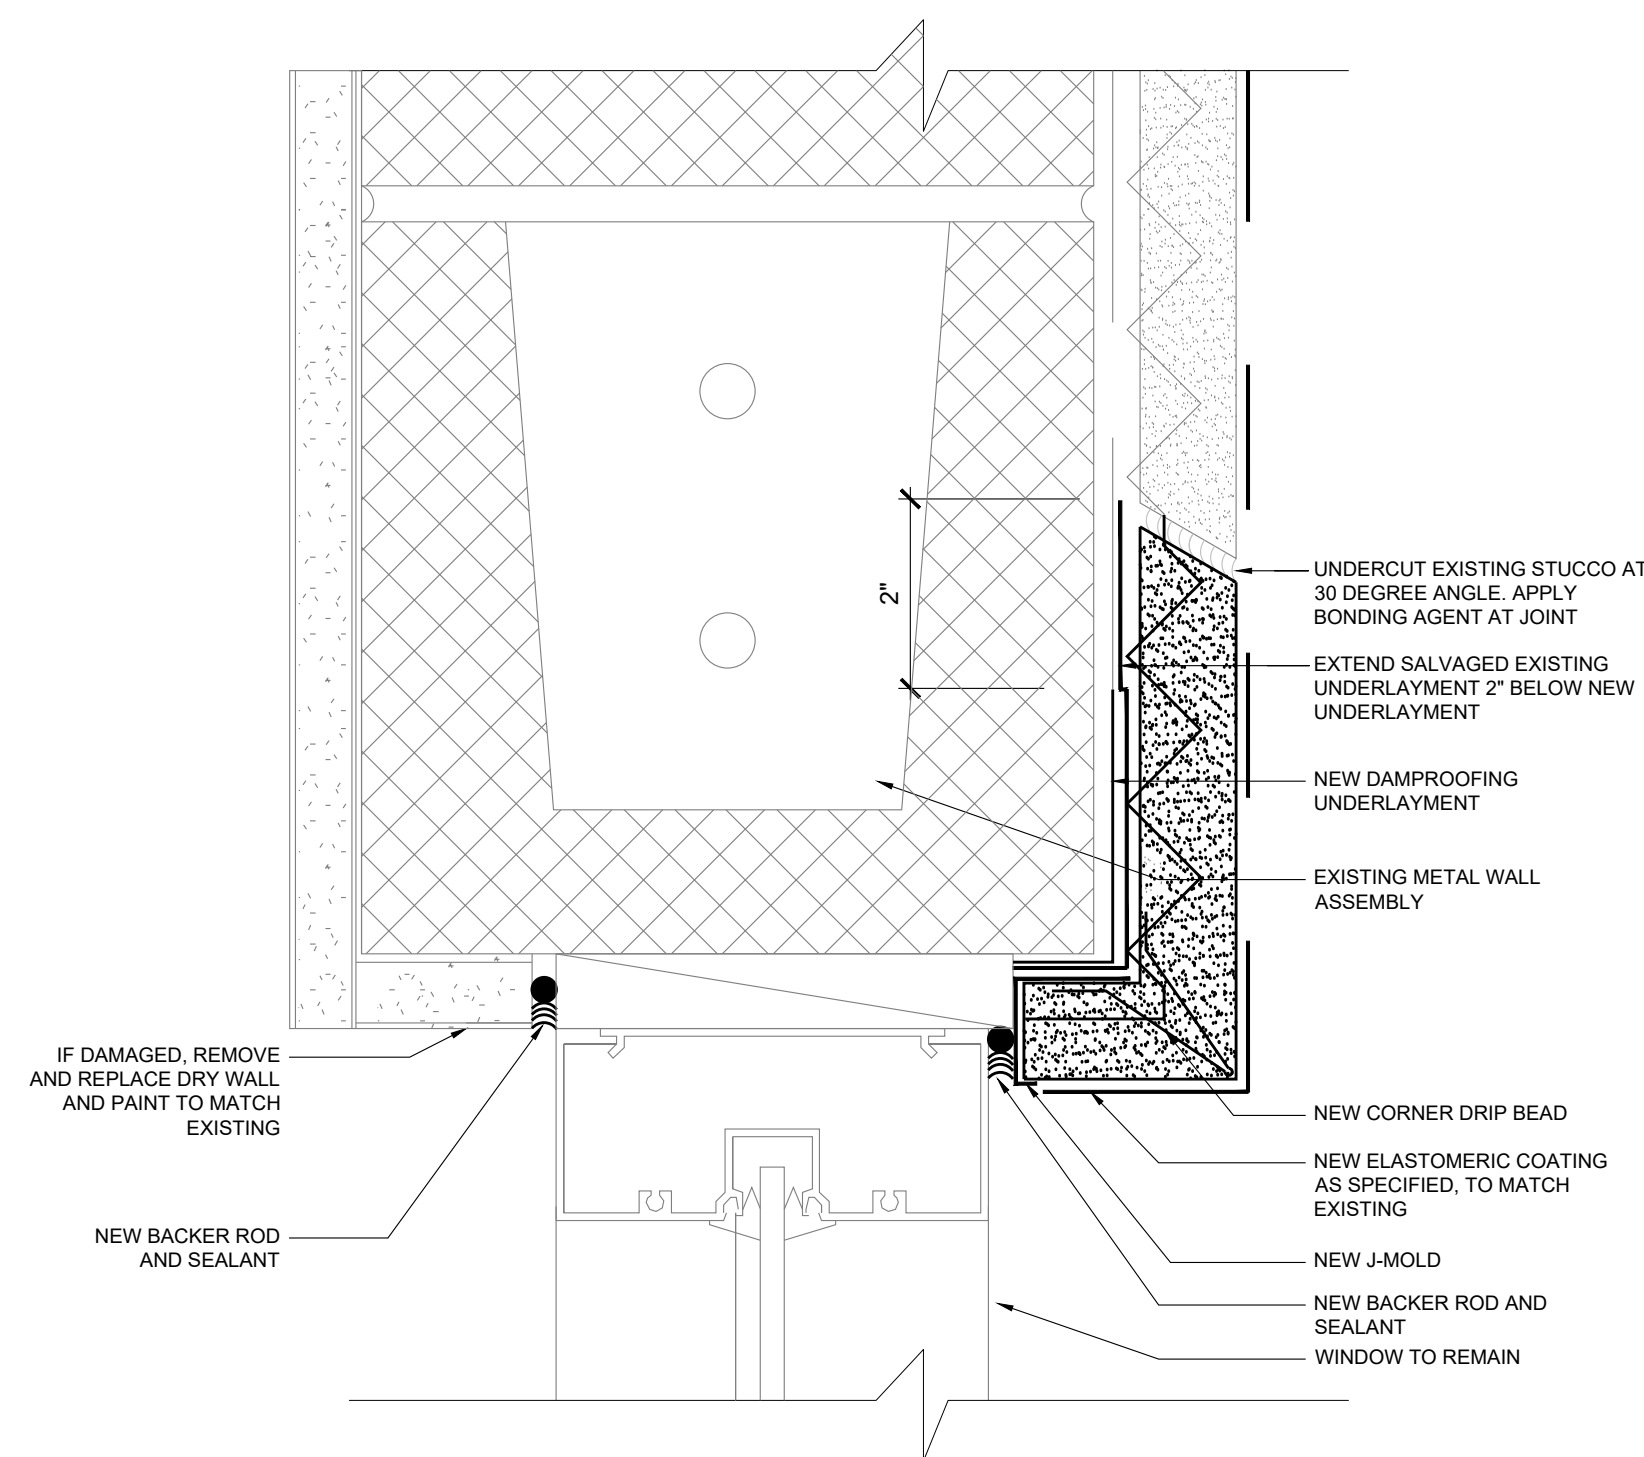 2"
UNDERCUT EXISTING STUCCO AT
30 DEGREE ANGLE. APPLY
BONDING AGENT AT JOINT
EXTEND SALVAGED EXISTING
UNDERLAYMENT 2" BELOW NEW
UNDERLAYMENT
NEW DAMPROOFING
UNDERLAYMENT
EXISTING METAL WALL
ASSEMBLY
IF DAMAGED, REMOVE
AND REPLACE DRY WALL
AND PAINT TO MATCH
EXISTING
NEW BACKER ROD
AND SEALANT
NEW CORNER DRIP BEAD
NEW ELASTOMERIC COATING
AS SPECIFIED, TO MATCH
EXISTING
NEW J-MOLD
NEW BACKER ROD AND
SEALANT
WINDOW TO REMAIN